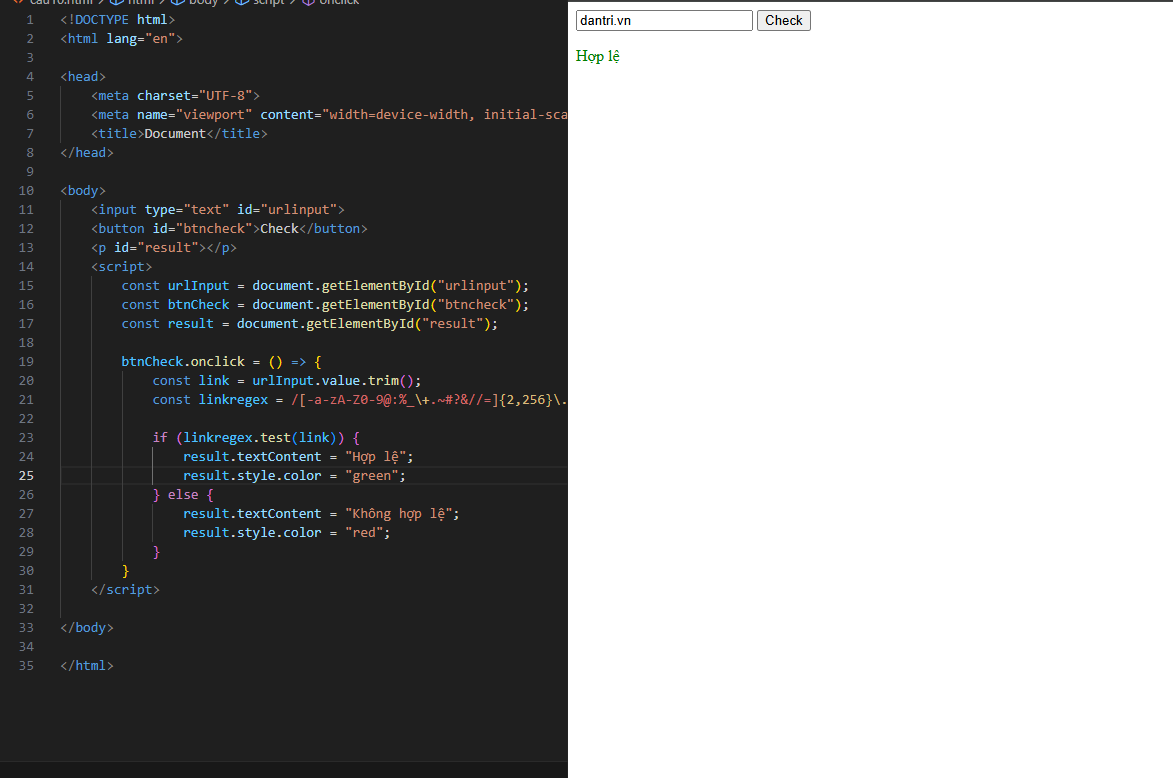 cau10.html > html > body > script > onclick
1 <!DOCTYPE html>
2 <html lang="en">
3
4 <head>
5 <meta charset="UTF-8">
6 <meta name="viewport" content="width=device-width, initial-sca
7 <title>Document</title>
8 </head>
9
10 <body>
11 <input type="text" id="urlinput">
12 <button id="btncheck">Check</button>
13 <p id="result"></p>
14 <script>
15 const urlInput = document.getElementById("urlinput");
16 const btnCheck = document.getElementById("btncheck");
17 const result = document.getElementById("result");
18
19 btnCheck.onclick = () => {
20 const link = urlInput.value.trim();
21 const linkregex = /[-a-zA-Z0-9@:%_\+.~#?&//=]{2,256}\.
22
23 if (linkregex.test(link)) {
24 result.textContent = "Hợp lệ";
25 result.style.color = "green";
26 } else {
27 result.textContent = "Không hợp lệ";
28 result.style.color = "red";
29 }
30 }
31 </script>
32
33 </body>
34
35 </html>
dantri.vn Check
Hợp lệ